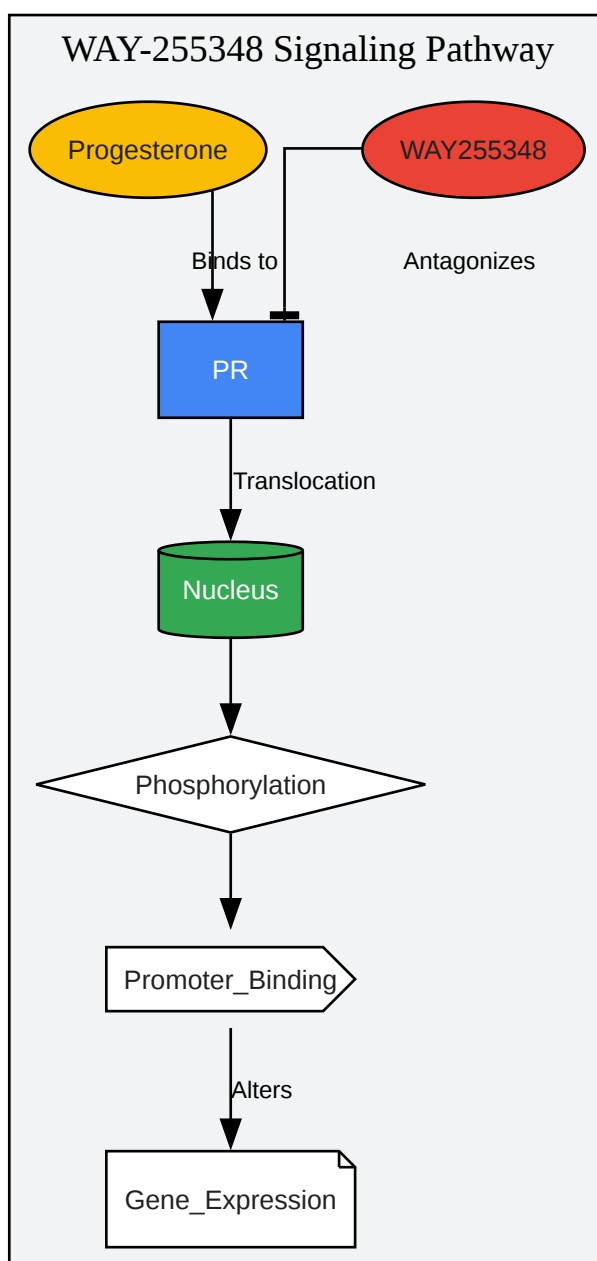 WAY-255348 Signaling Pathway
Progesterone
WAY255348
Binds to
Antagonizes
PR
Translocation
Nucleus
Phosphorylation
Promoter_Binding
Alters
Gene_Expression